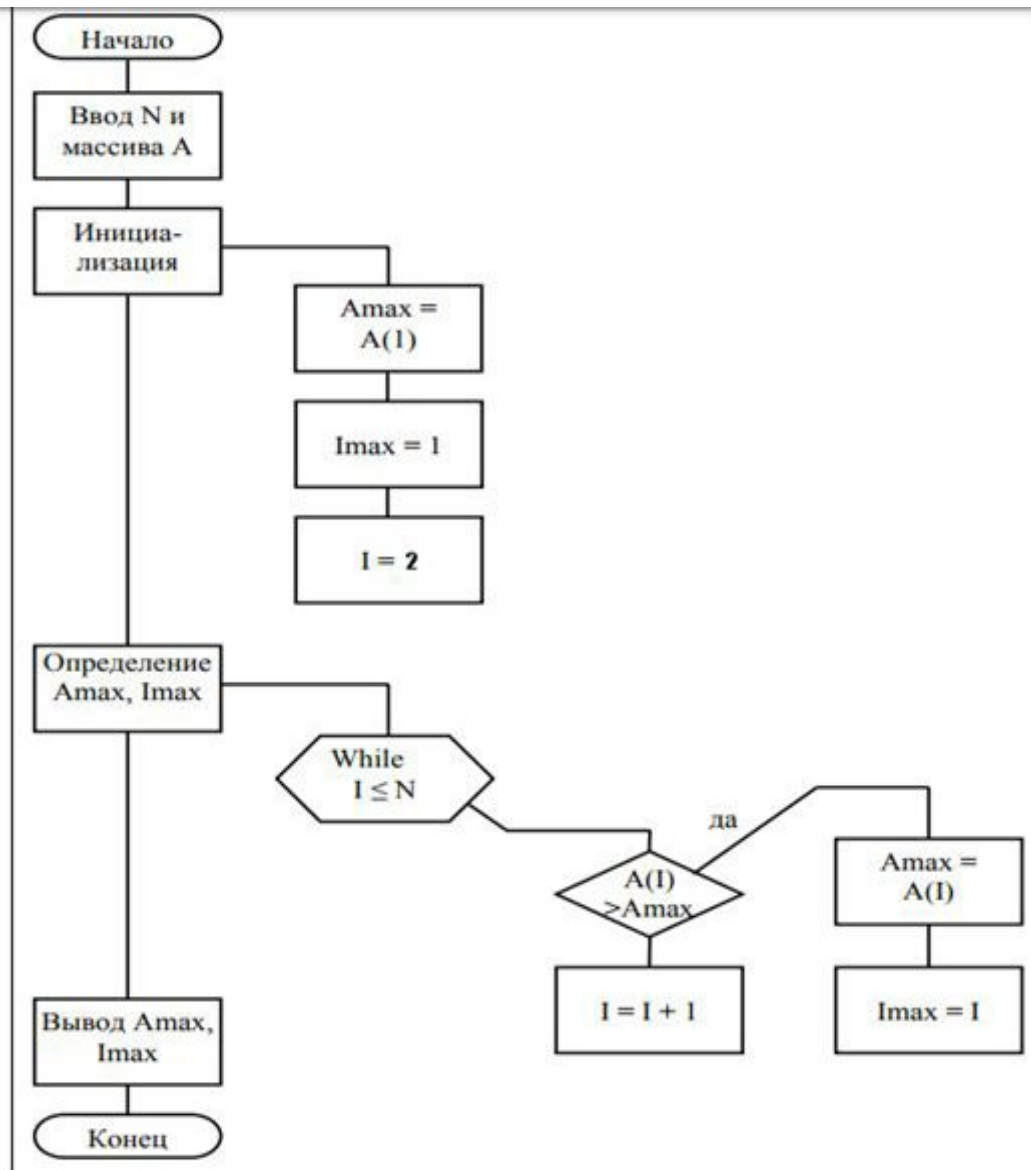 Начало
Ввод N и
массива A
Инициа-
лизация
Amax =
A(1)
Imax = 1
I = 2
Определение
Amax, Imax
While
I ≤ N
да
A(I)
>Amax
Amax =
A(I)
I = I + 1
Imax = I
Вывод Amax,
Imax
Конец